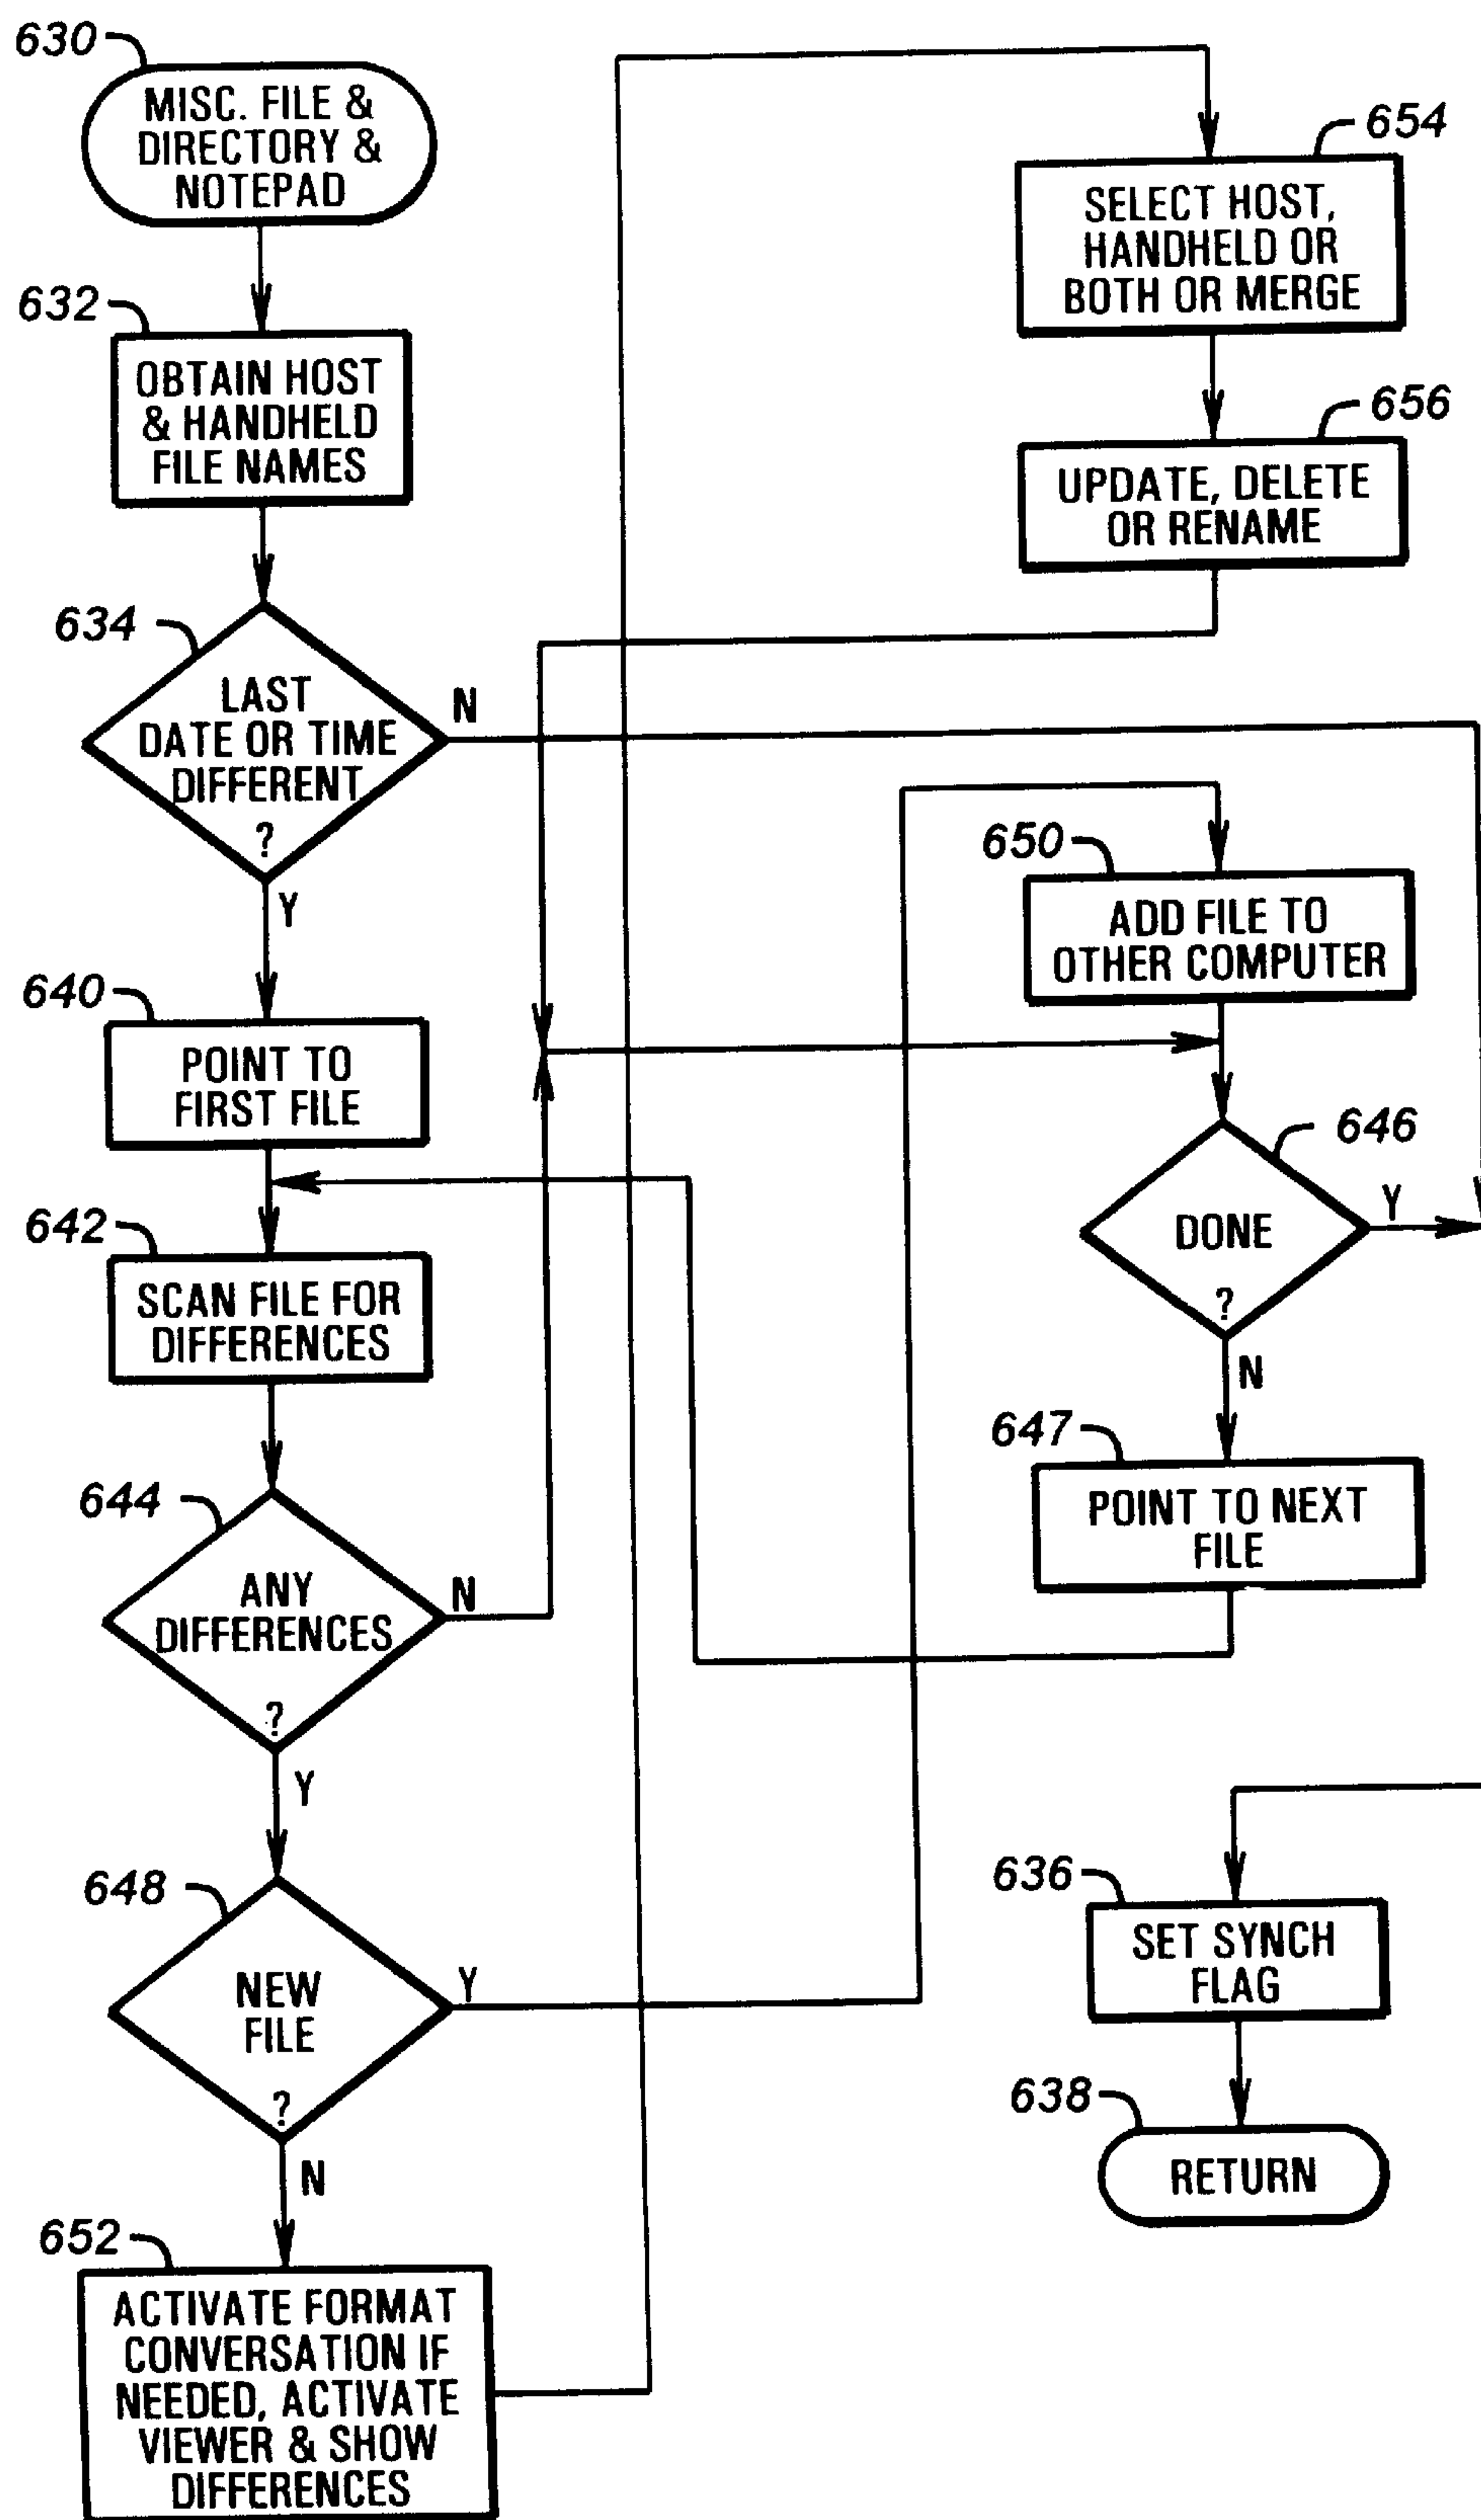 630
MISC. FILE &
DIRECTORY &
NOTEPAD
632
OBTAIN HOST
& HANDHELD
FILE NAMES
634
LAST
DATE OR TIME
DIFFERENT
?
N
Y
640
POINT TO
FIRST FILE
642
SCAN FILE FOR
DIFFERENCES
644
ANY
DIFFERENCES
?
N
Y
648
NEW
FILE
?
Y
N
652
ACTIVATE FORMAT
CONVERSATION IF
NEEDED, ACTIVATE
VIEWER & SHOW
DIFFERENCES
654
SELECT HOST,
HANDHELD OR
BOTH OR MERGE
656
UPDATE, DELETE
OR RENAME
650
ADD FILE TO
OTHER COMPUTER
646
DONE
?
Y
N
647
POINT TO NEXT
FILE
636
SET SYNCH
FLAG
638
RETURN